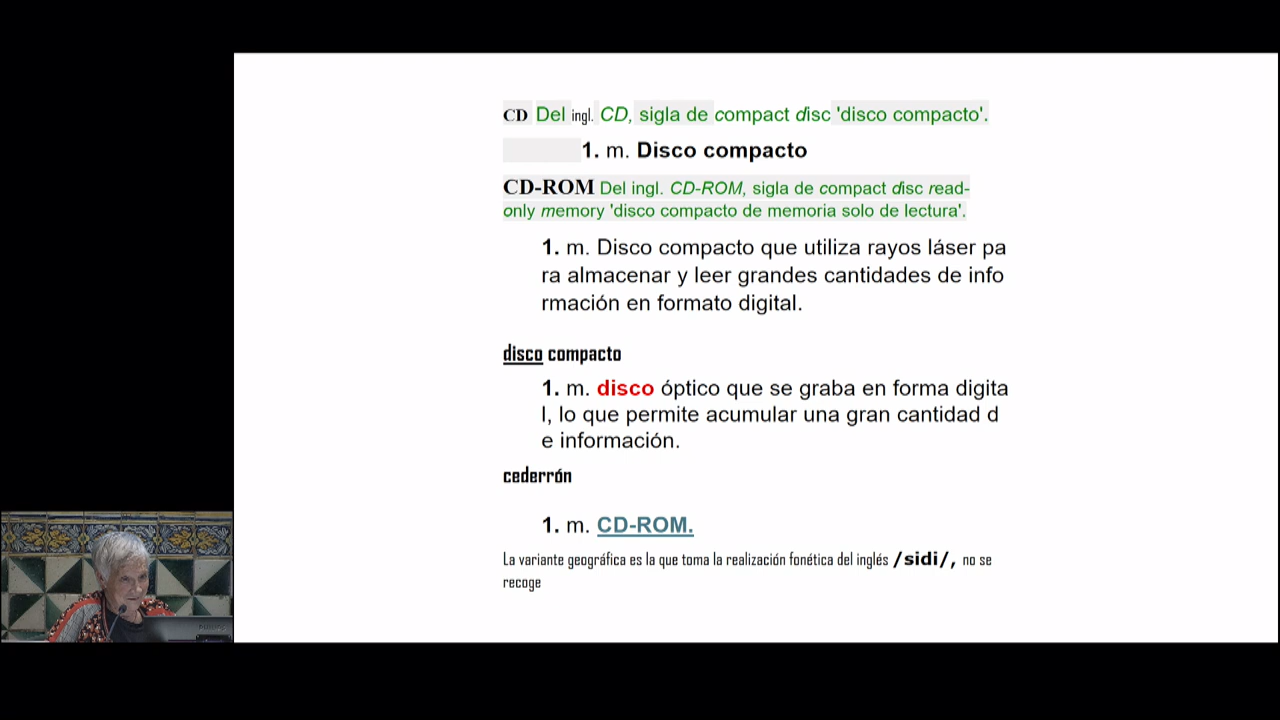 CD Del ingl. CD, sigla de compact disc 'disco compacto'.
1. m. Disco compacto
CD-ROM Del ingl. CD-ROM, sigla de compact disc read-
only memory 'disco compacto de memoria solo de lectura'.
1. m. Disco compacto que utiliza rayos láser pa
ra almacenar y leer grandes cantidades de info
rmación en formato digital.
disco compacto
1. m. disco óptico que se graba en forma digita
l, lo que permite acumular una gran cantidad d
e información.
cederrón
1. m. CD-ROM.
La variante geográfica es la que toma la realización fonética del inglés /sidi/, no se
recoge